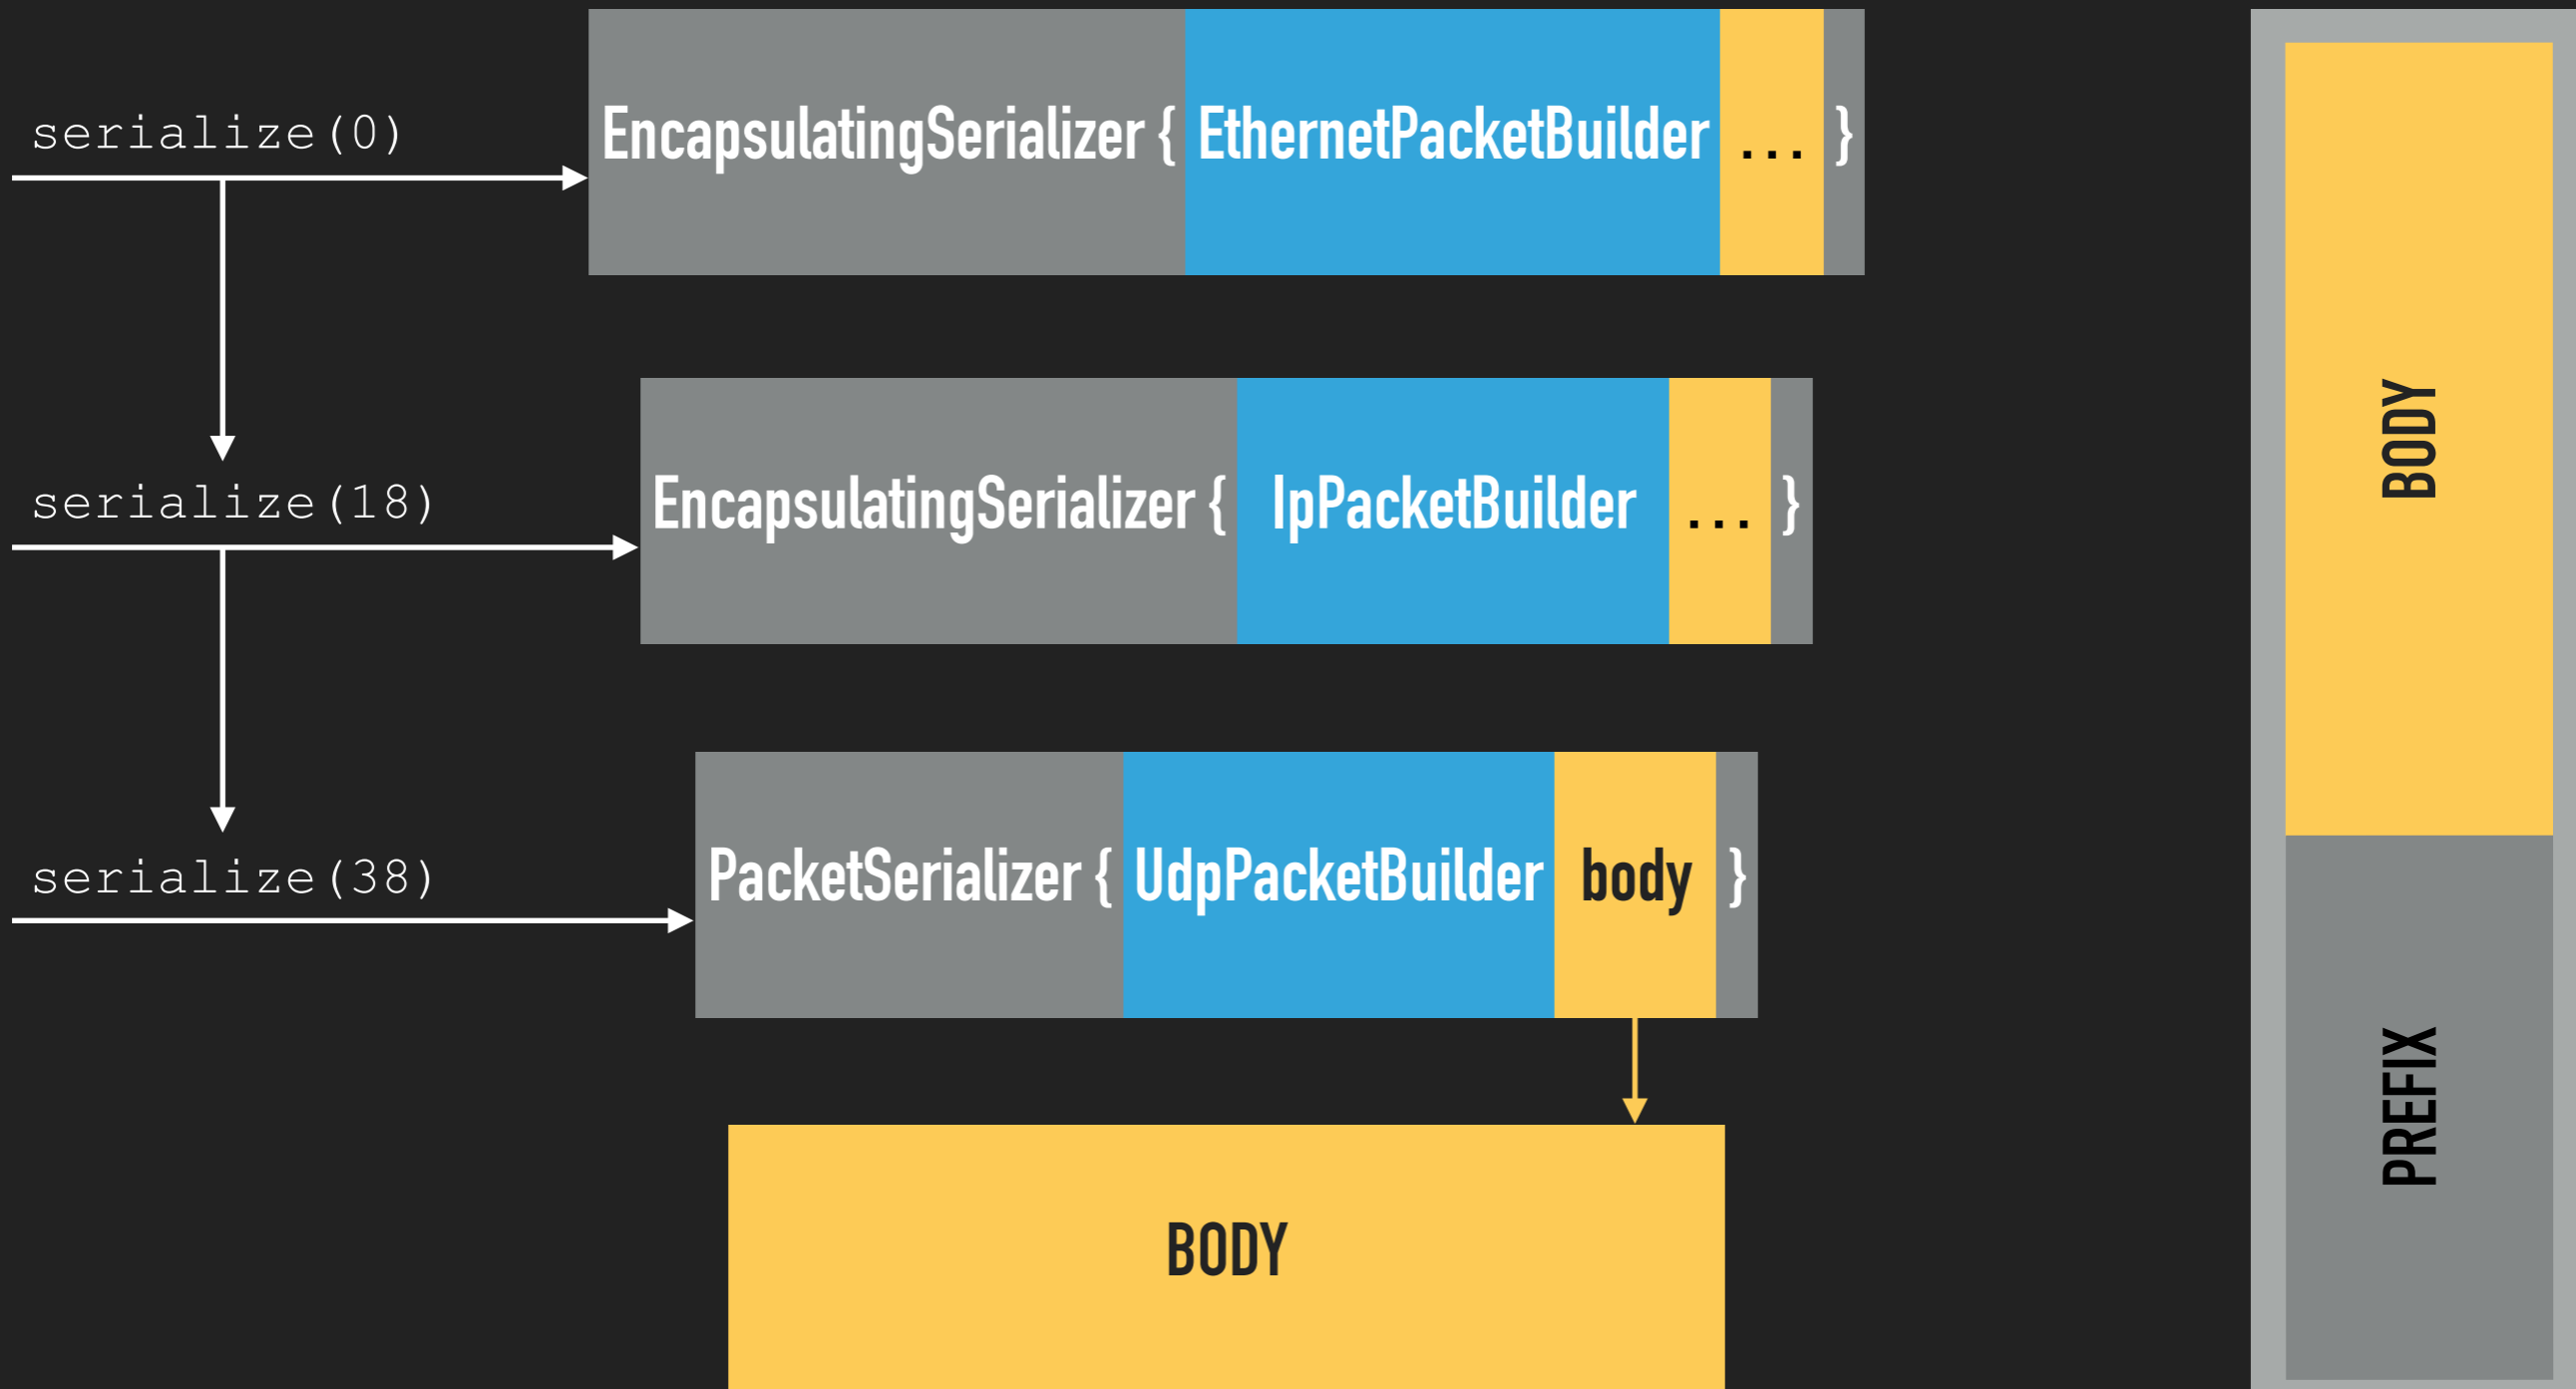 serialize(0)
EncapsulatingSerializer { EthernetPacketBuilder ... }
serialize(18)
EncapsulatingSerializer { IpPacketBuilder ... }
serialize(38)
PacketSerializer { UdpPacketBuilder body }
BODY
BODY
PREFIX